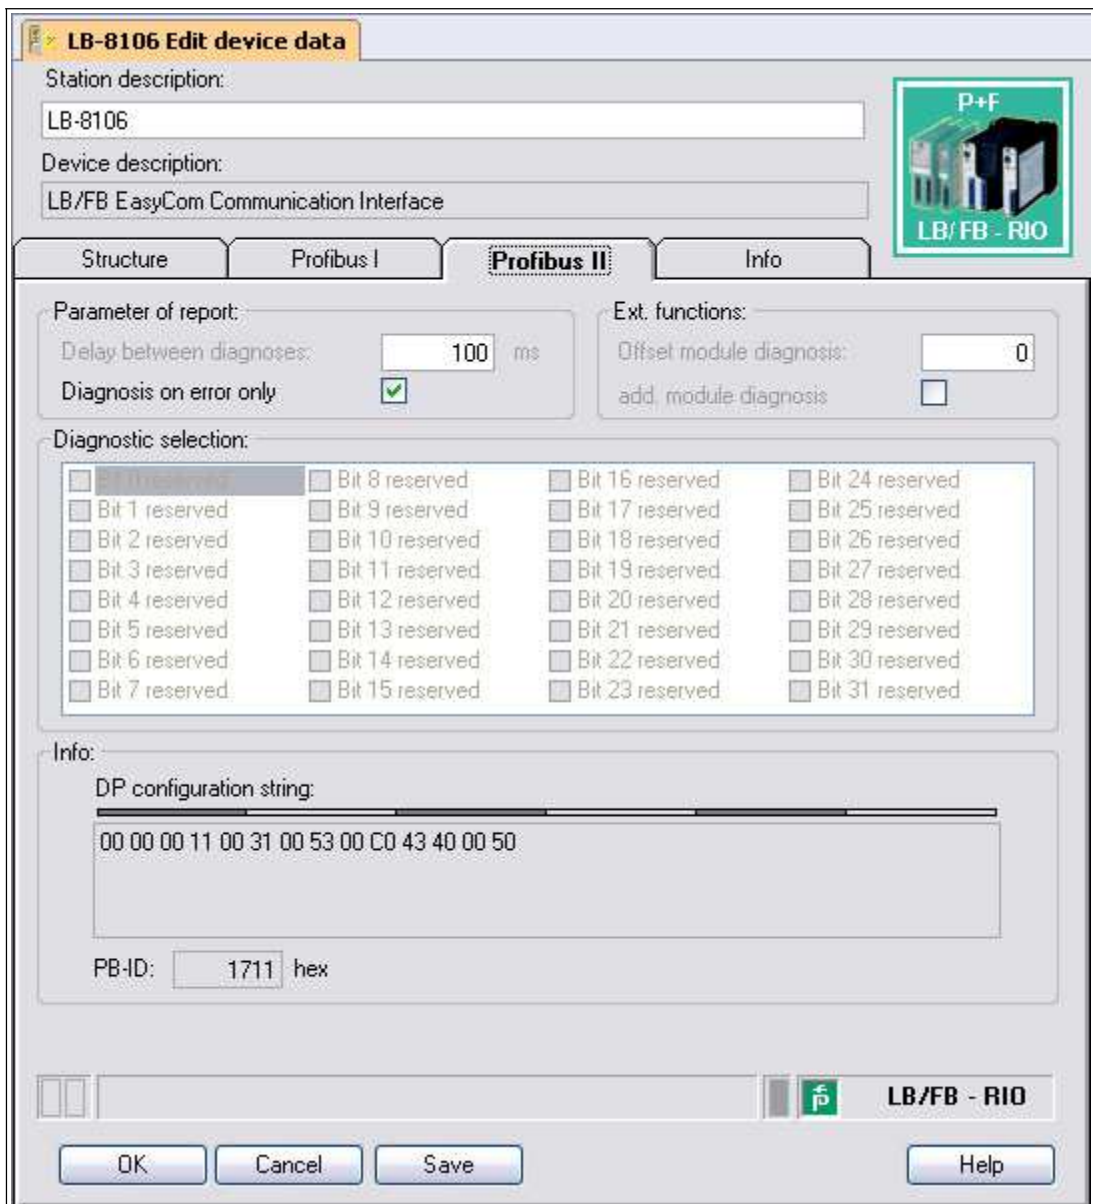 LB-8106 Edit device data
Station description:
LB-8106
P+F
Device description:
LB/FB EasyCom Communication Interface
LB/FB - RIO
Structure Profibus I Profibus II Info
Parameter of report: Ext. functions:
Delay between diagnoses: 100 ms Offset module diagnosis: 0
Diagnosis on error only add. module diagnosis
Diagnostic selection:
Bit 0 reserved Bit 8 reserved Bit 16 reserved Bit 24 reserved
Bit 1 reserved Bit 9 reserved Bit 17 reserved Bit 25 reserved
Bit 2 reserved Bit 10 reserved Bit 18 reserved Bit 26 reserved
Bit 3 reserved Bit 11 reserved Bit 19 reserved Bit 27 reserved
Bit 4 reserved Bit 12 reserved Bit 20 reserved Bit 28 reserved
Bit 5 reserved Bit 13 reserved Bit 21 reserved Bit 29 reserved
Bit 6 reserved Bit 14 reserved Bit 22 reserved Bit 30 reserved
Bit 7 reserved Bit 15 reserved Bit 23 reserved Bit 31 reserved
Info:
DP configuration string:
00 00 00 11 00 31 00 53 00 C0 43 40 00 50
PB-ID: 1711 hex
LB/FB - RIO
OK Cancel Save Help